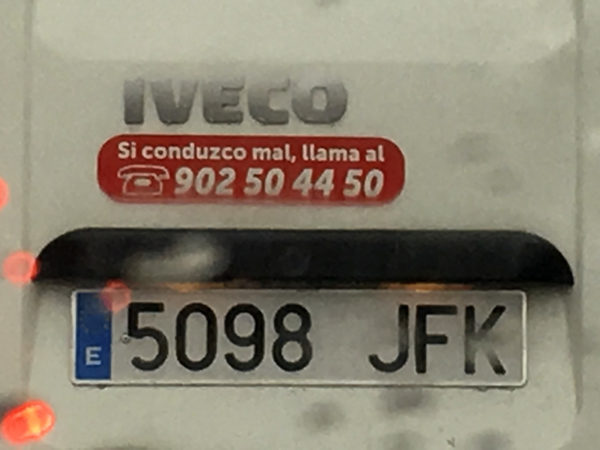 IVECO
Si conduzco mal, llama al
902 50 44 50
E 5098 JFK